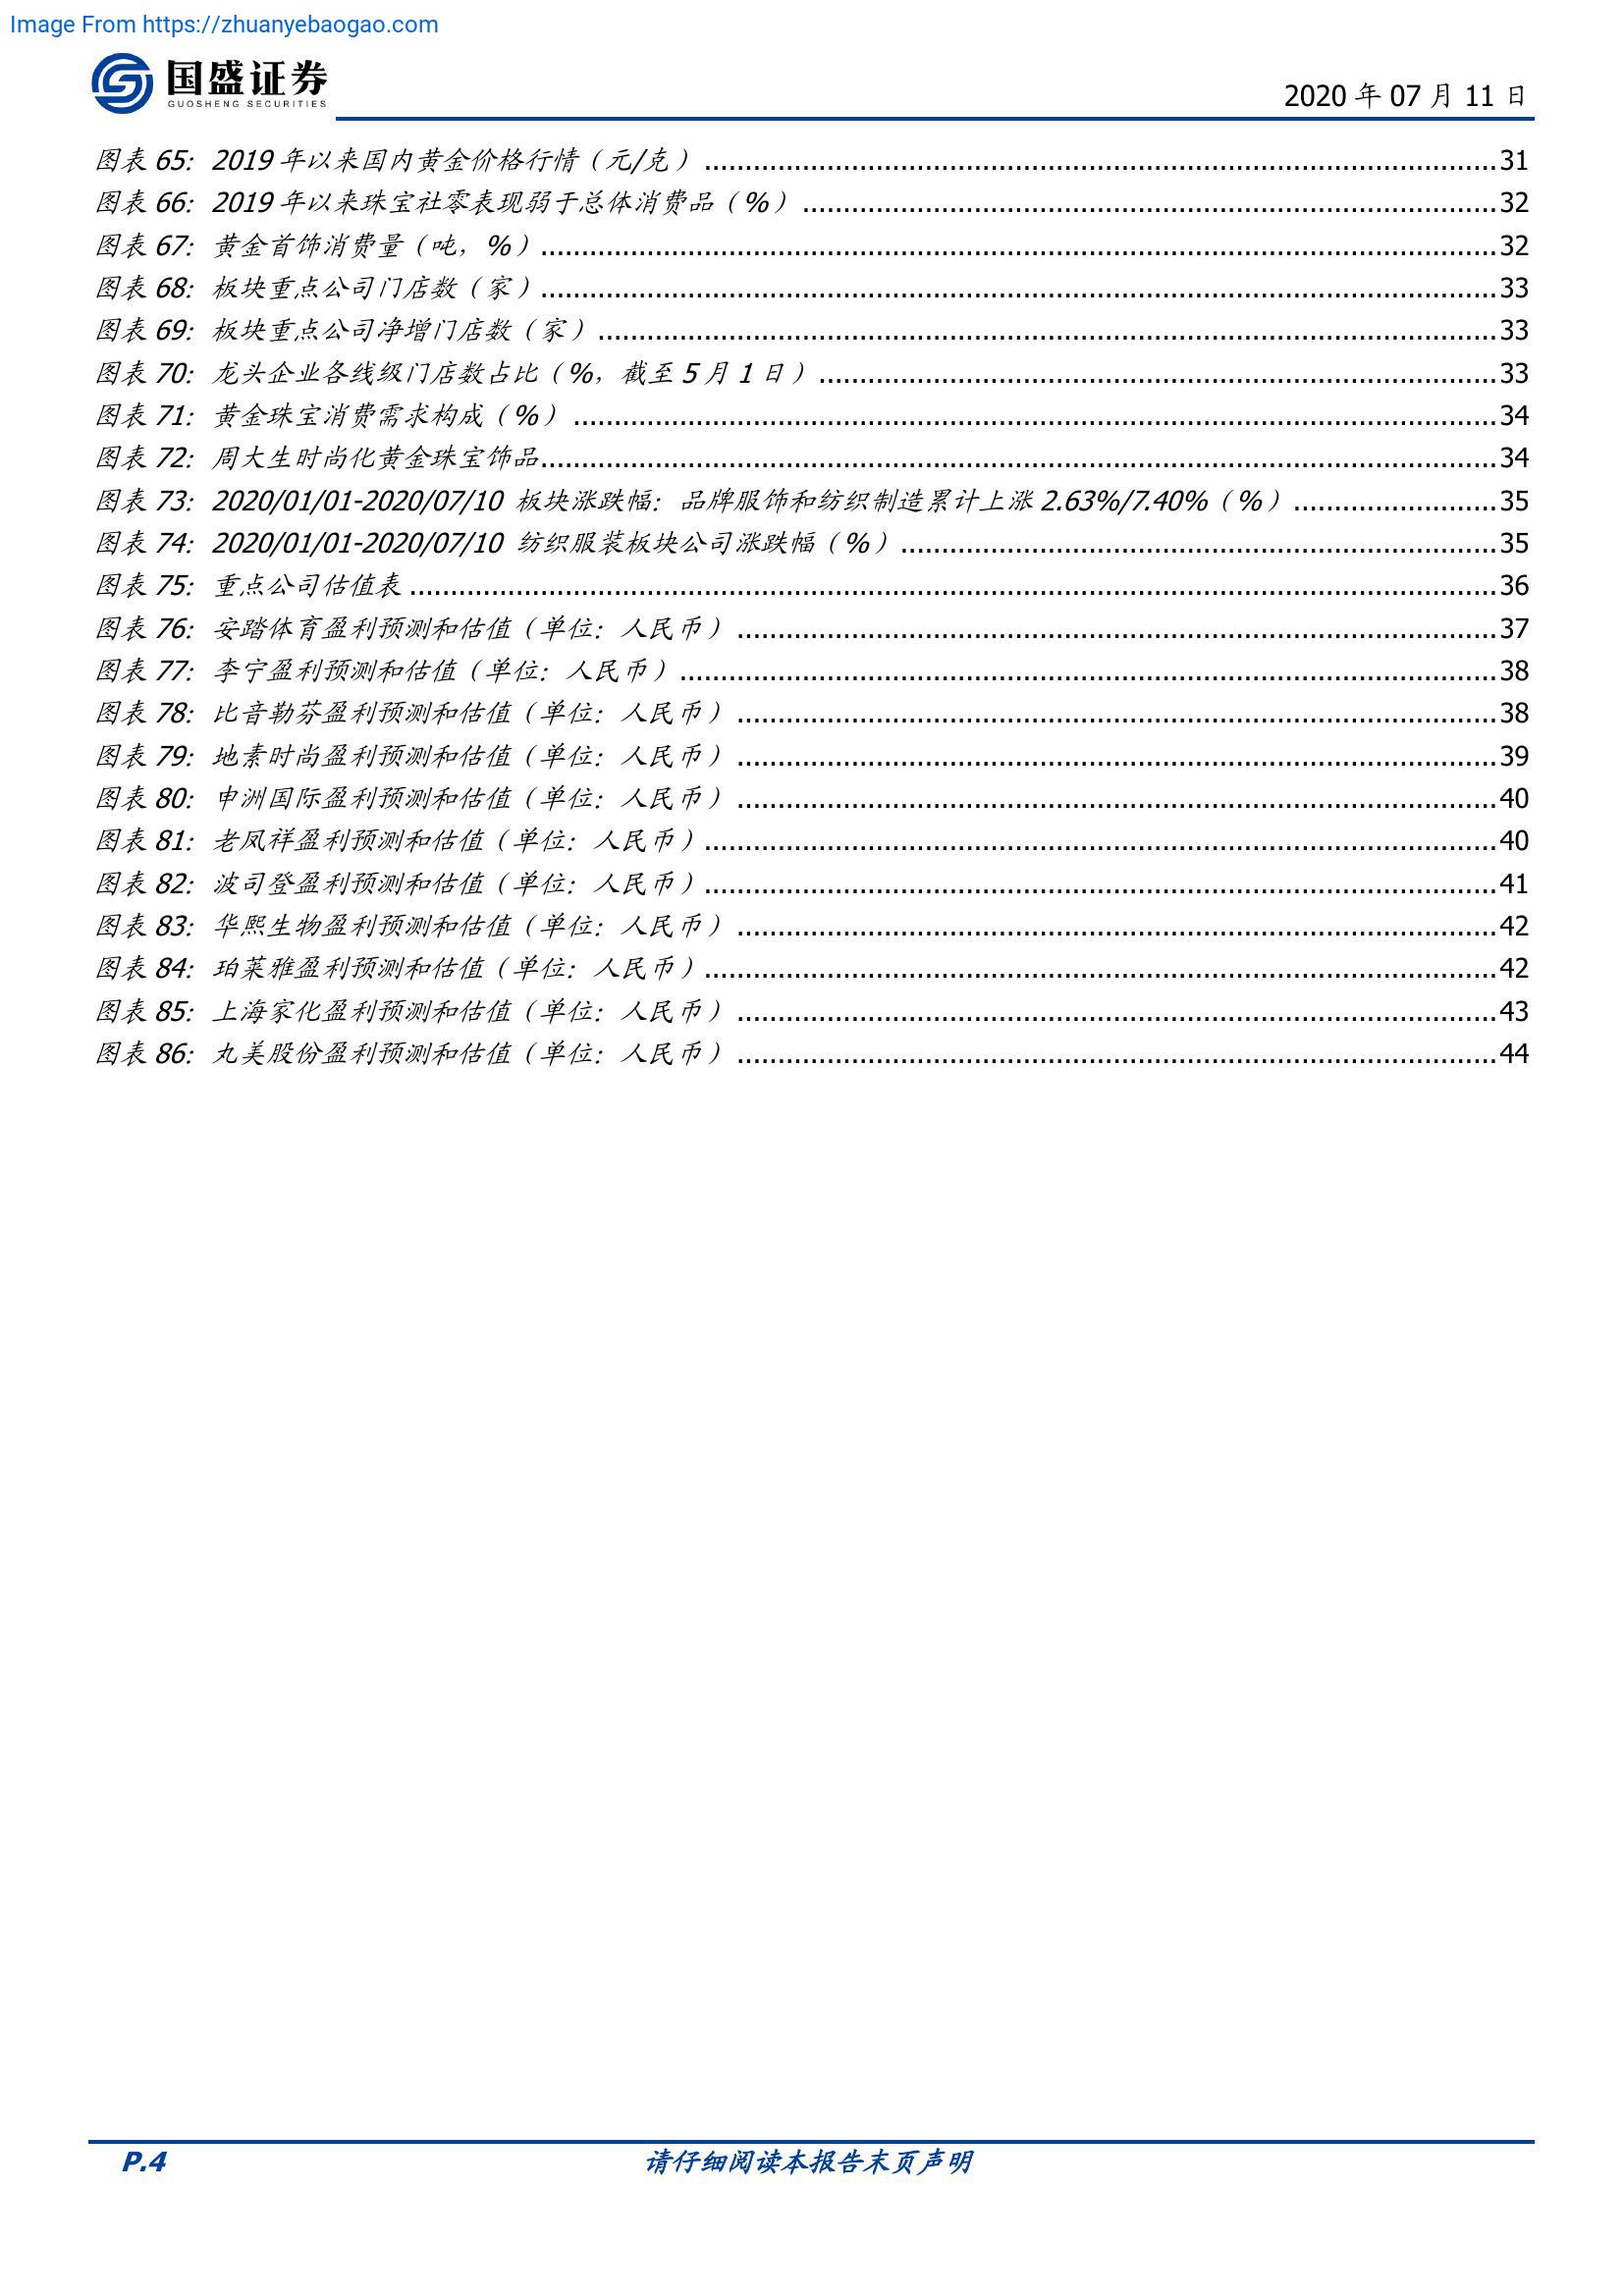 Image From https://zhuanyebaogao.com
国盛证券
GUOSHENG SECURITIES
2020 年 07 月 11 日
图表 65：2019 年以来国内黄金价格行情（元/克）...............31
图表 66：2019 年以来珠宝社零表现弱于总体消费品（%）...............32
图表 67：黄金首饰消费量（吨，%）...............32
图表 68：板块重点公司门店数（家）...............33
图表 69：板块重点公司净增门店数（家）...............33
图表 70：龙头企业各线级门店数占比（%，截至 5 月 1 日）...............33
图表 71：黄金珠宝消费需求构成（%）...............34
图表 72：周大生时尚化黄金珠宝饰品...............34
图表 73：2020/01/01-2020/07/10 板块涨跌幅：品牌服饰和纺织制造累计上涨 2.63%/7.40%（%）...............35
图表 74：2020/01/01-2020/07/10 纺织服装板块公司涨跌幅（%）...............35
图表 75：重点公司估值表...............36
图表 76：安踏体育盈利预测和估值（单位：人民币）...............37
图表 77：李宁盈利预测和估值（单位：人民币）...............38
图表 78：比音勒芬盈利预测和估值（单位：人民币）...............38
图表 79：地素时尚盈利预测和估值（单位：人民币）...............39
图表 80：申洲国际盈利预测和估值（单位：人民币）...............40
图表 81：老凤祥盈利预测和估值（单位：人民币）...............40
图表 82：波司登盈利预测和估值（单位：人民币）...............41
图表 83：华熙生物盈利预测和估值（单位：人民币）...............42
图表 84：珀莱雅盈利预测和估值（单位：人民币）...............42
图表 85：上海家化盈利预测和估值（单位：人民币）...............43
图表 86：丸美股份盈利预测和估值（单位：人民币）...............44
P.4
请仔细阅读本报告末页声明